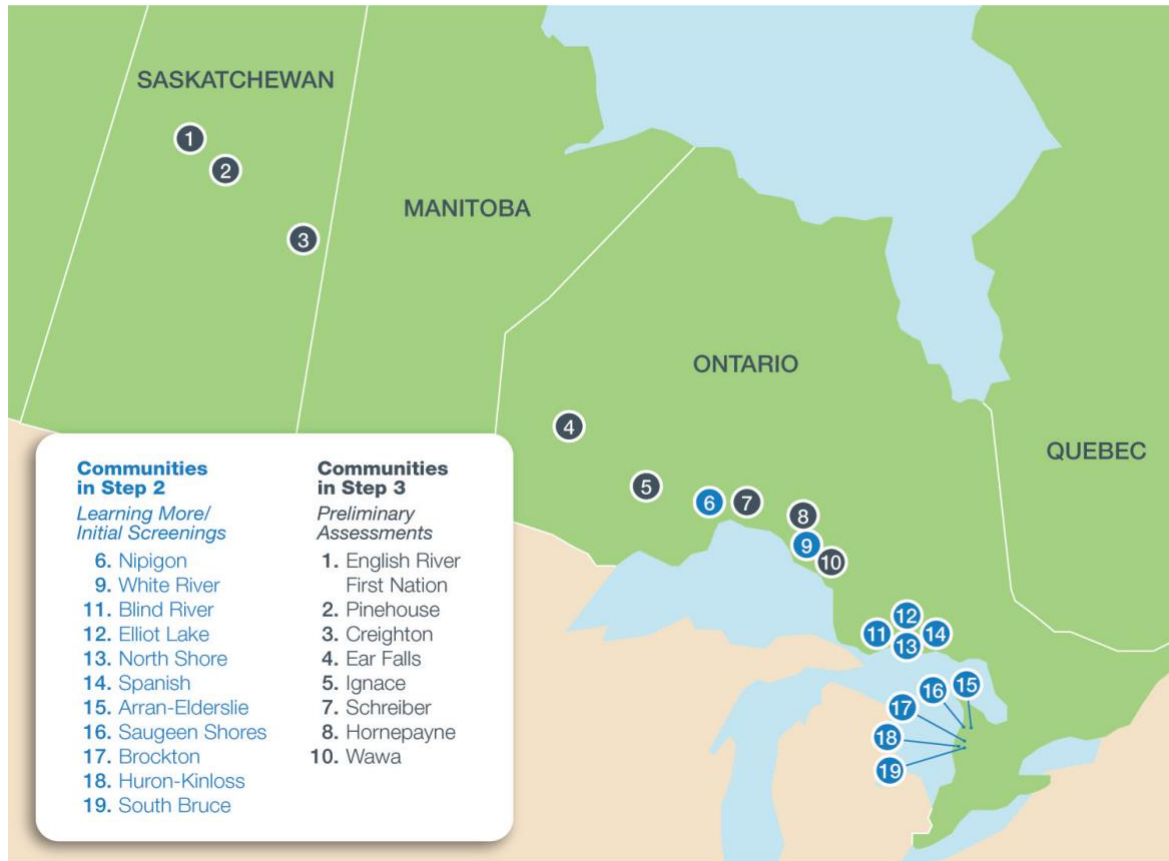 SASKATCHEWAN
1
2
3
MANITOBA
ONTARIO
QUEBEC
4
5
6
7
8
9
10
11
12
13
14
15
16
17
18
19
Communities
in Step 2
Learning More/
Initial Screenings
6. Nipigon
9. White River
11. Blind River
12. Elliot Lake
13. North Shore
14. Spanish
15. Arran-Elderslie
16. Saugeen Shores
17. Brockton
18. Huron-Kinloss
19. South Bruce
Communities
in Step 3
Preliminary
Assessments
1. English River
First Nation
2. Pinehouse
3. Creighton
4. Ear Falls
5. Ignace
7. Schreiber
8. Hornepayne
10. Wawa